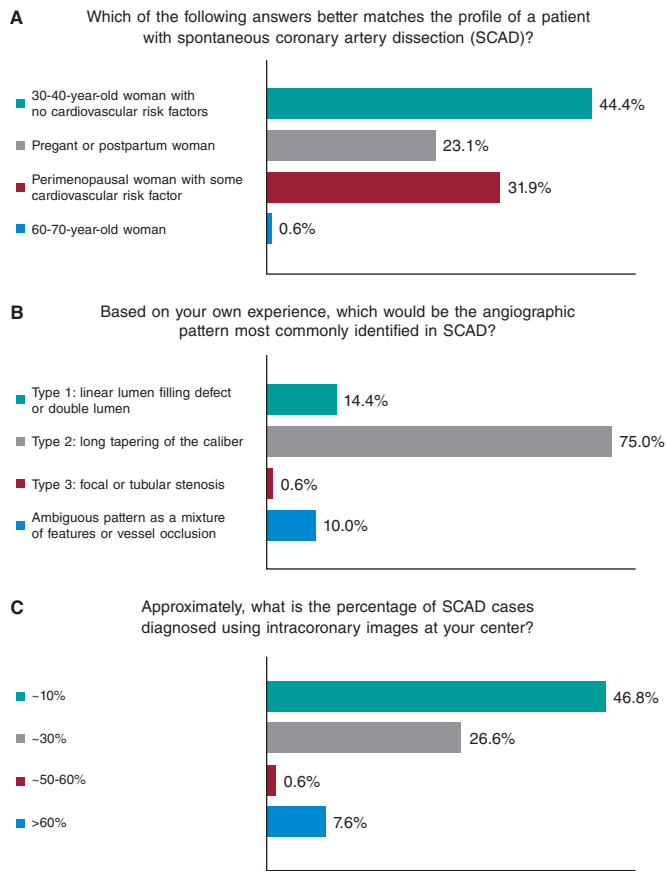 A
Which of the following answers better matches the profile of a patient
with spontaneous coronary artery dissection (SCAD)?
30-40-year-old woman with
no cardiovascular risk factors
44.4%
Pregant or postpartum woman
23.1%
Perimenopausal woman with some
cardiovascular risk factor
31.9%
60-70-year-old woman
0.6%
B
Based on your own experience, which would be the angiographic
pattern most commonly identified in SCAD?
Type 1: linear lumen filling defect
or double lumen
14.4%
Type 2: long tapering of the caliber
75.0%
Type 3: focal or tubular stenosis
0.6%
Ambiguous pattern as a mixture
of features or vessel occlusion
10.0%
C
Approximately, what is the percentage of SCAD cases
diagnosed using intracoronary images at your center?
~10%
46.8%
~30%
26.6%
~50-60%
0.6%
>60%
7.6%